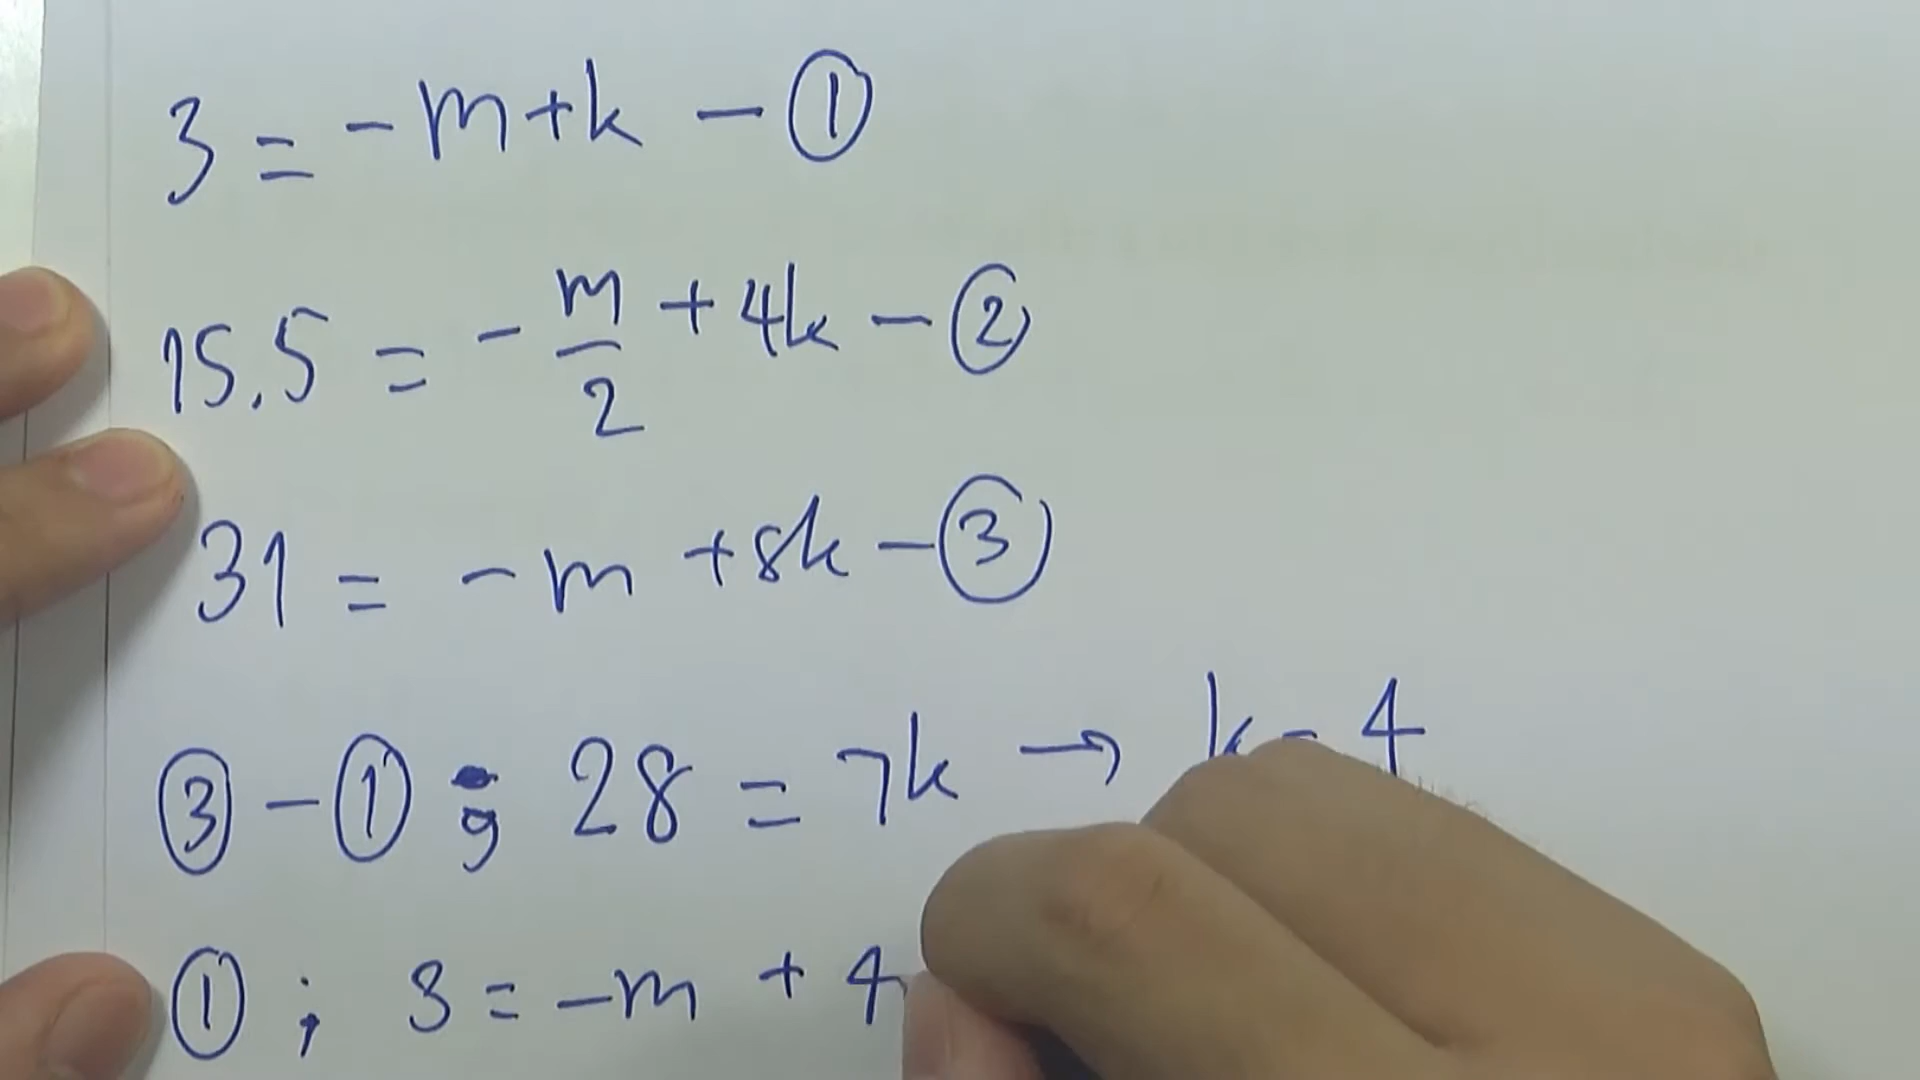 3 = -m+k - ①
15.5 = - m/2 + 4k - ②
31 = -m + 8k - ③
③ - ① ; 28 = 7k → k = 4
① ; 3 = -m + 4